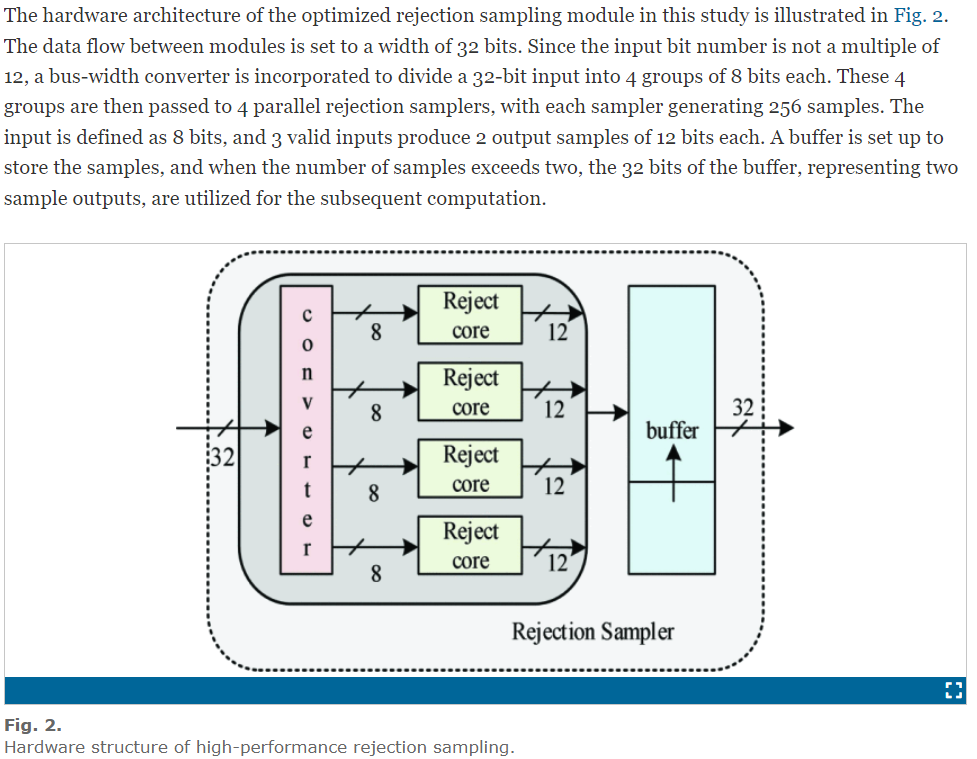 The hardware architecture of the optimized rejection sampling module in this study is illustrated in Fig. 2.
The data flow between modules is set to a width of 32 bits. Since the input bit number is not a multiple of
12, a bus-width converter is incorporated to divide a 32-bit input into 4 groups of 8 bits each. These 4
groups are then passed to 4 parallel rejection samplers, with each sampler generating 256 samples. The
input is defined as 8 bits, and 3 valid inputs produce 2 output samples of 12 bits each. A buffer is set up to
store the samples, and when the number of samples exceeds two, the 32 bits of the buffer, representing two
sample outputs, are utilized for the subsequent computation.
32
converter
8
Reject
core
12
8
Reject
core
12
8
Reject
core
12
8
Reject
core
12
buffer
32
Rejection Sampler
Fig. 2.
Hardware structure of high-performance rejection sampling.